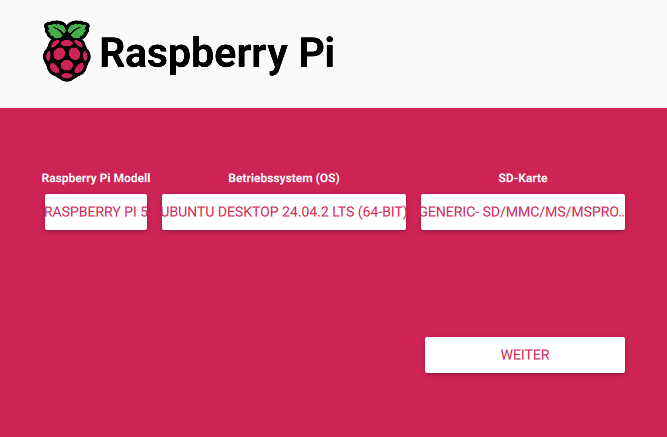 Raspberry Pi
Raspberry Pi Modell
Betriebssystem (OS)
SD-Karte
RASPBERRY PI 5
UBUNTU DESKTOP 24.04.2 LTS (64-BIT)
GENERIC- SD/MMC/MS/MSPRO...
WEITER